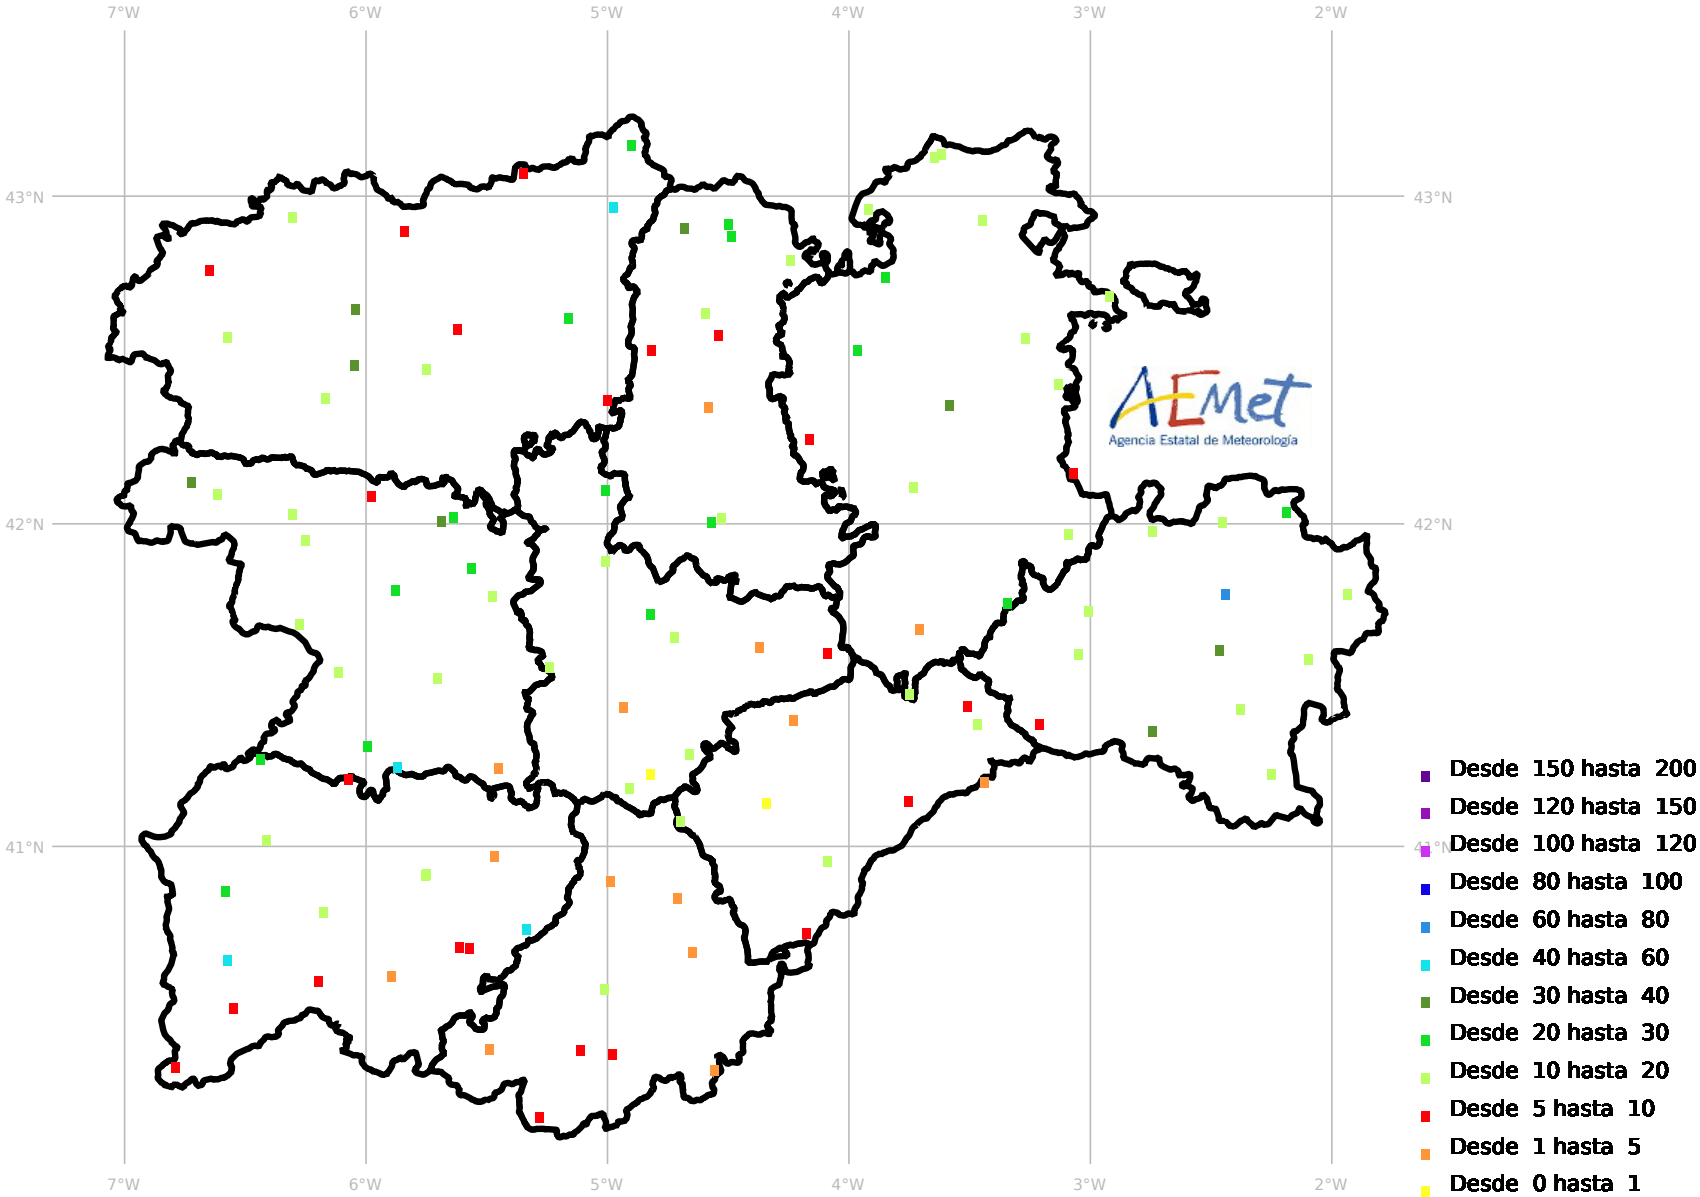 7°W 6°W 5°W 4°W 3°W 2°W
43°N 43°N
AEMet
Agencia Estatal de Meteorología
42°N 42°N
Desde 150 hasta 200
Desde 120 hasta 150
41°N 41°N
Desde 100 hasta 120
Desde 80 hasta 100
Desde 60 hasta 80
Desde 40 hasta 60
Desde 30 hasta 40
Desde 20 hasta 30
Desde 10 hasta 20
Desde 5 hasta 10
Desde 1 hasta 5
Desde 0 hasta 1
7°W 6°W 5°W 4°W 3°W 2°W